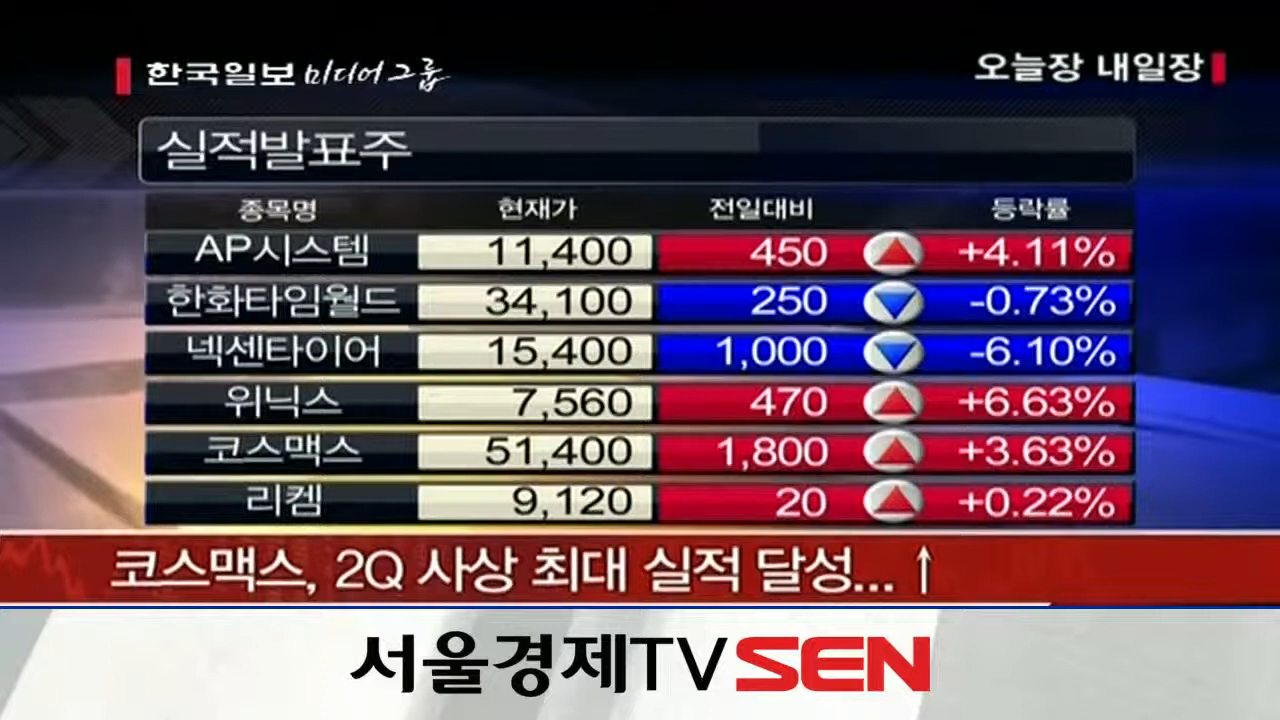 한국일보 미디어그룹
오늘장 내일장
실적발표주
종목명 현재가 전일대비 등락률
AP시스템 11,400 450 ▲ +4.11%
한화타임월드 34,100 250 ▼ -0.73%
넥센타이어 15,400 1,000 ▼ -6.10%
위닉스 7,560 470 ▲ +6.63%
코스맥스 51,400 1,800 ▲ +3.63%
리켐 9,120 20 ▲ +0.22%
코스맥스, 2Q 사상 최대 실적 달성... ↑
서울경제TV SEN